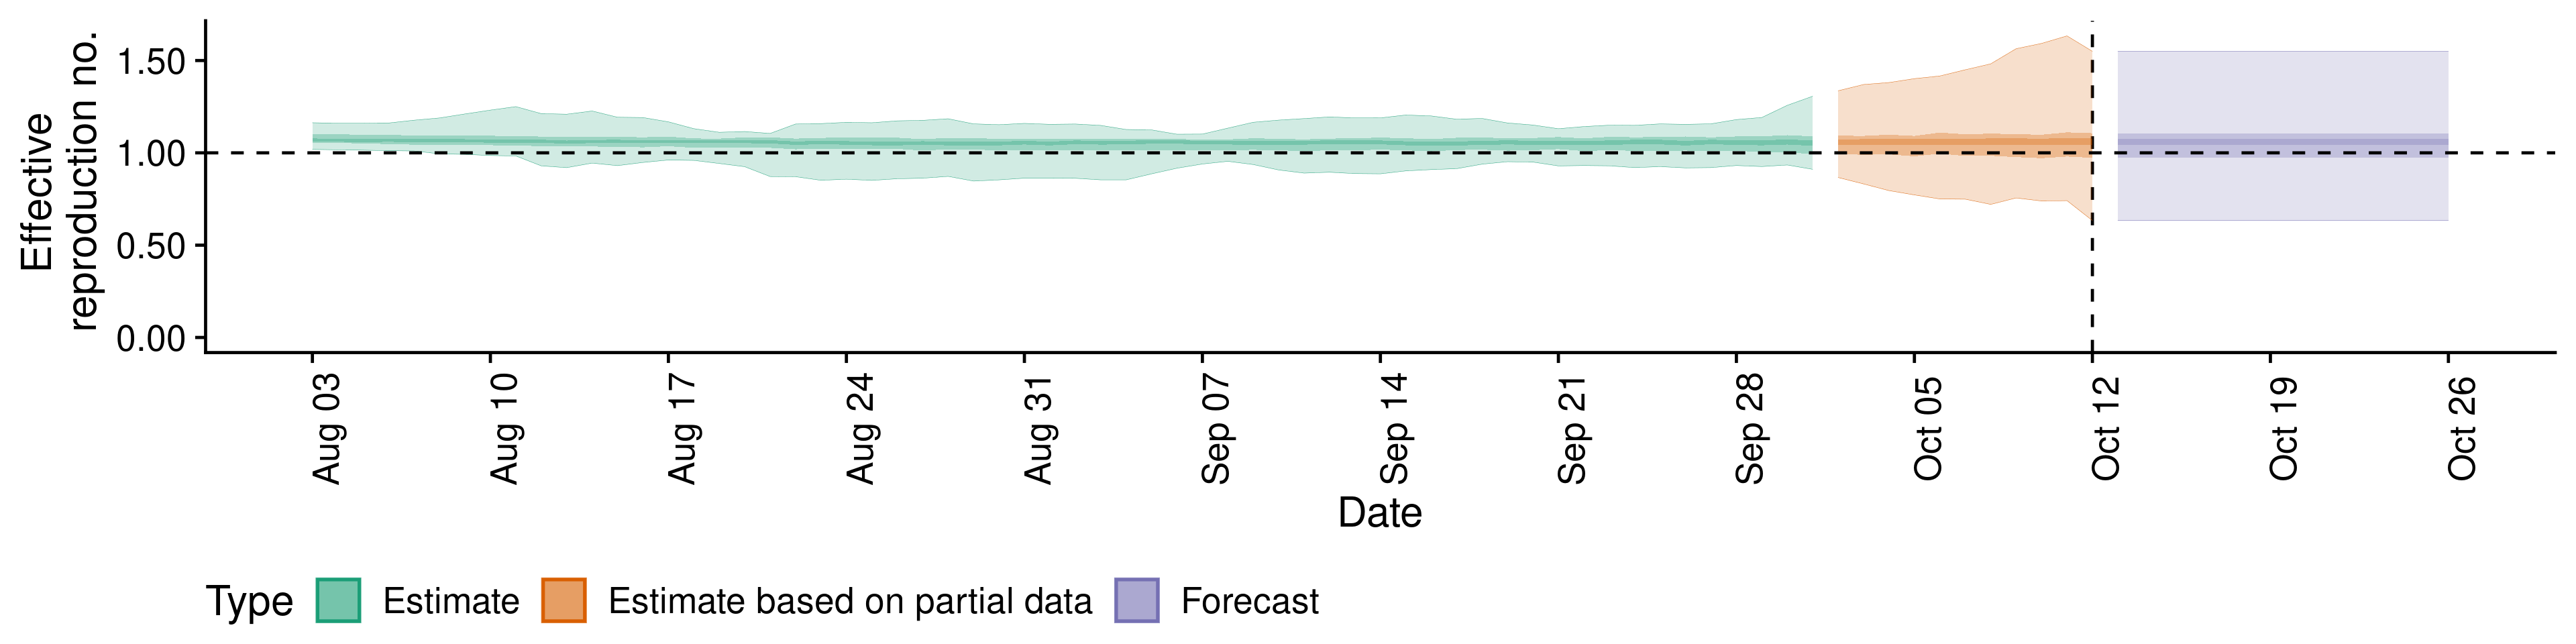 Effective
reproduction no.
1.50
1.00
0.50
0.00
Aug 03
Aug 10
Aug 17
Aug 24
Aug 31
Sep 07
Sep 14
Sep 21
Sep 28
Oct 05
Oct 12
Oct 19
Oct 26
Date
Type Estimate Estimate based on partial data Forecast